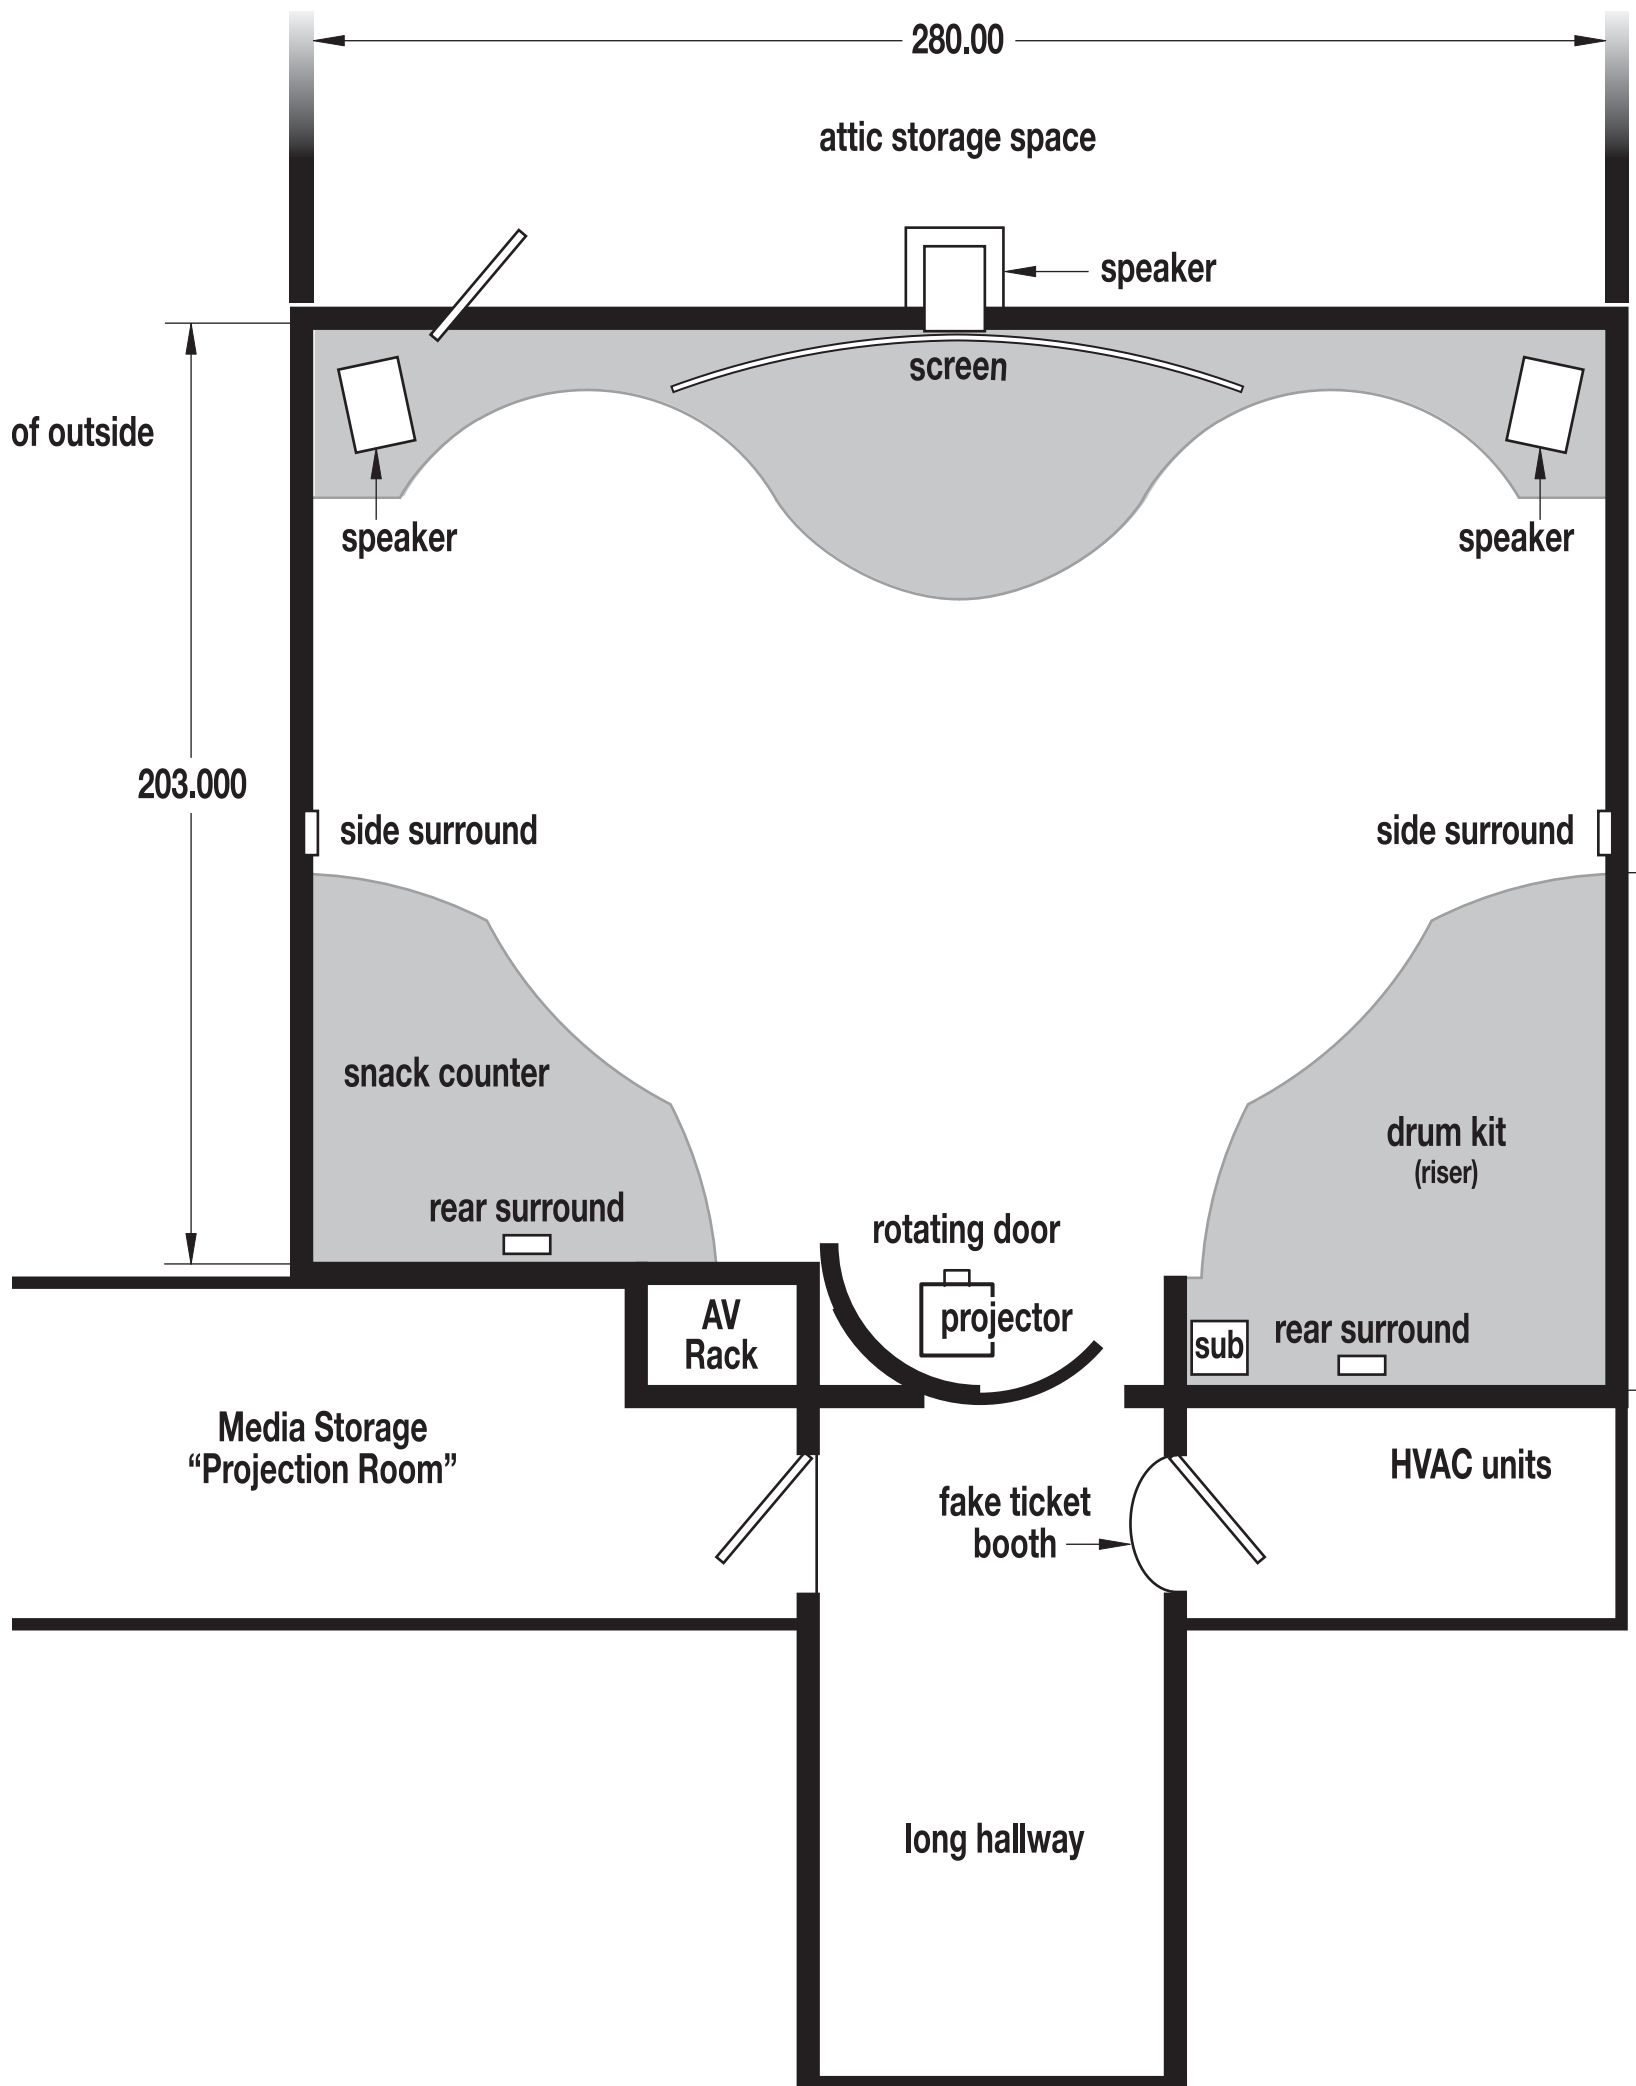 280.00
attic storage space
speaker
screen
of outside
speaker
speaker
203.000
side surround
side surround
snack counter
drum kit
(riser)
rear surround
rotating door
AV
Rack
projector
sub
rear surround
Media Storage
“Projection Room”
HVAC units
fake ticket
booth
long hallway